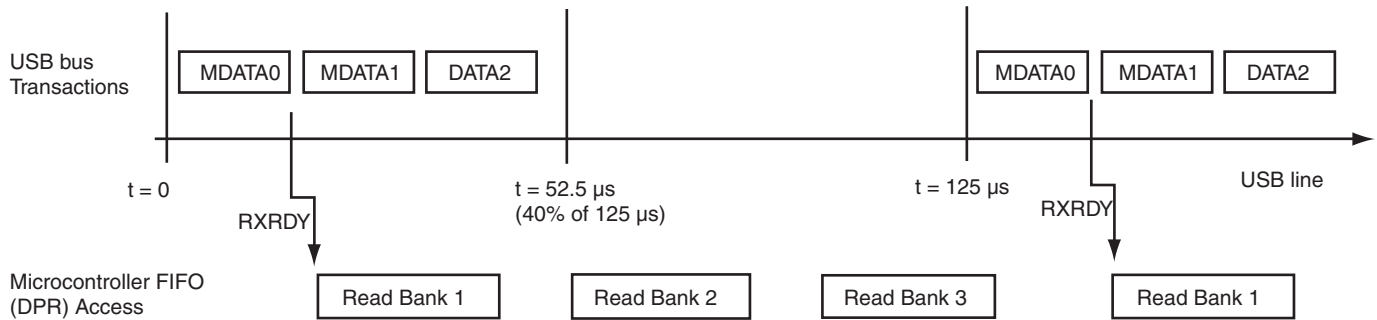 USB bus
Transactions
MDATA0
MDATA1
DATA2
MDATA0
MDATA1
DATA2
t = 0
t = 52.5 µs
(40% of 125 µs)
t = 125 µs
USB line
RXRDY
RXRDY
Microcontroller FIFO
(DPR) Access
Read Bank 1
Read Bank 2
Read Bank 3
Read Bank 1